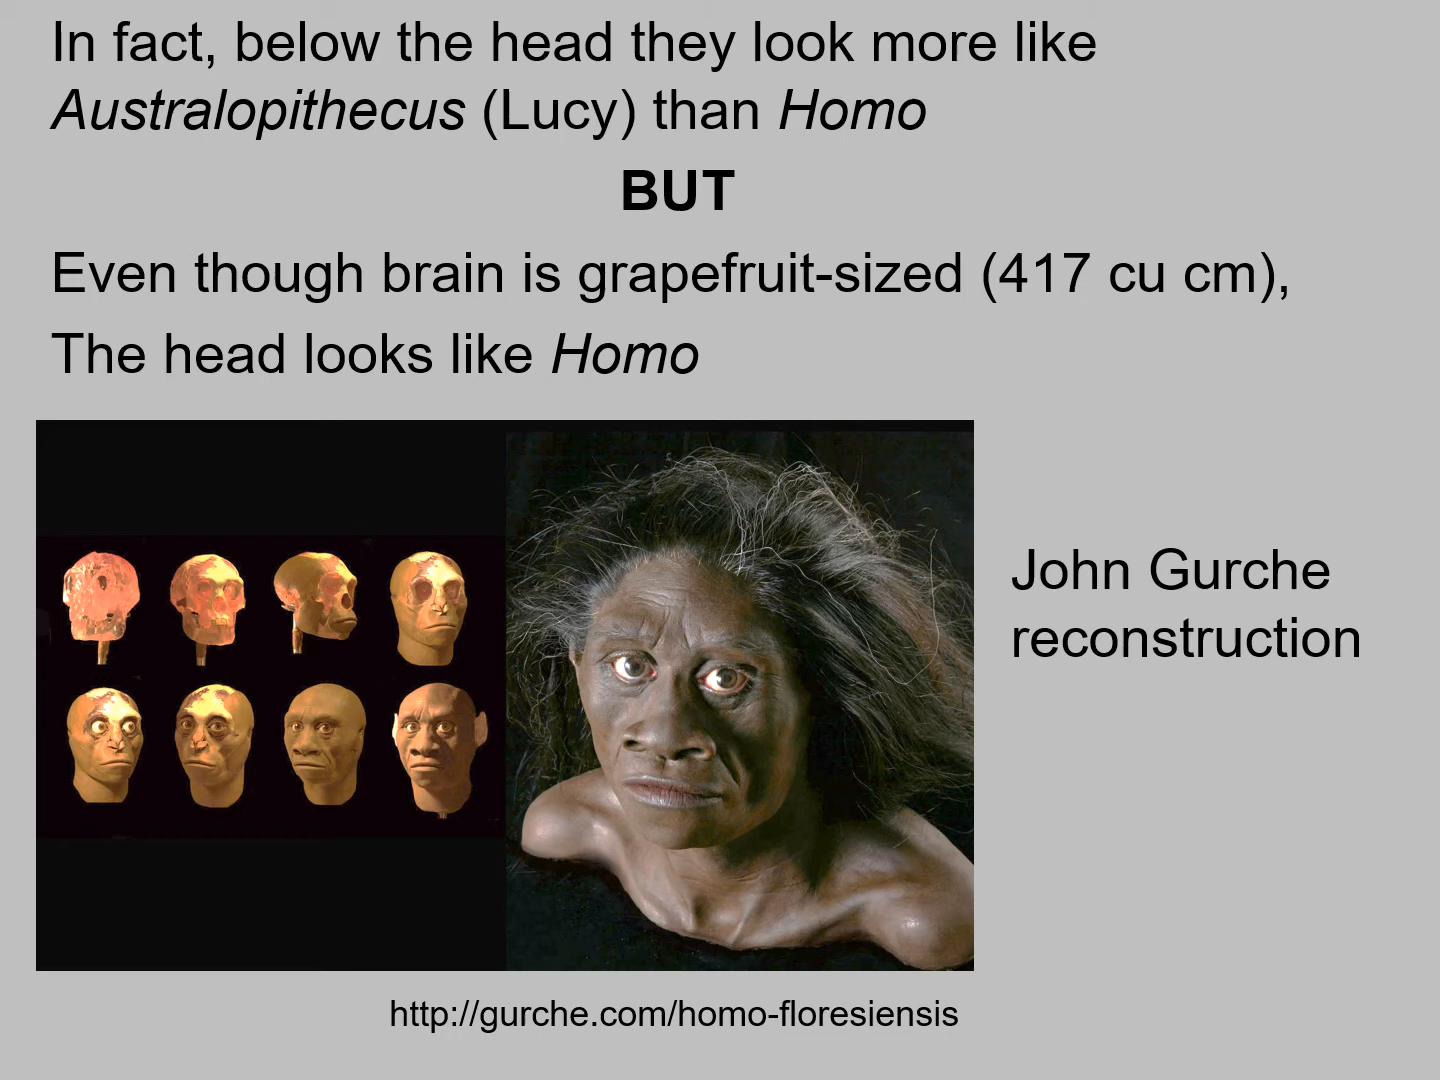 In fact, below the head they look more like
Australopithecus (Lucy) than Homo
BUT
Even though brain is grapefruit-sized (417 cu cm),
The head looks like Homo
John Gurche
reconstruction
http://gurche.com/homo-floresiensis